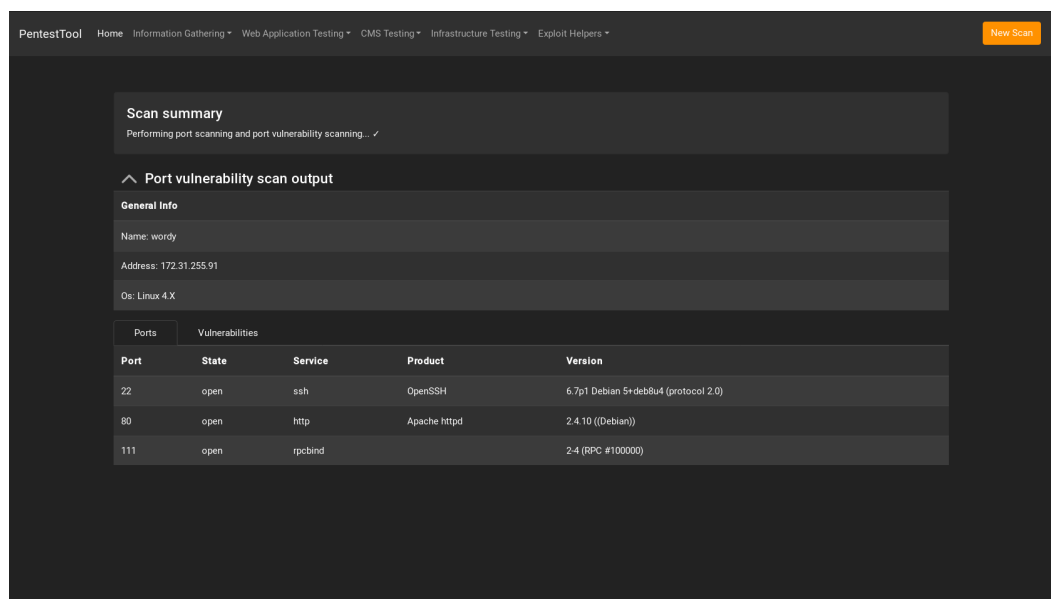 PentestTool Home Information Gathering Web Application Testing CMS Testing Infrastructure Testing Exploit Helpers New Scan
Scan summary
Performing port scanning and port vulnerability scanning... ✓
Port vulnerability scan output
General Info
Name: wordy
Address: 172.31.255.91
Os: Linux 4.X
Ports Vulnerabilities
Port State Service Product Version
22 open ssh OpenSSH 6.7p1 Debian 5+deb8u4 (protocol 2.0)
80 open http Apache httpd 2.4.10 ((Debian))
111 open rpcbind 2-4 (RPC #100000)